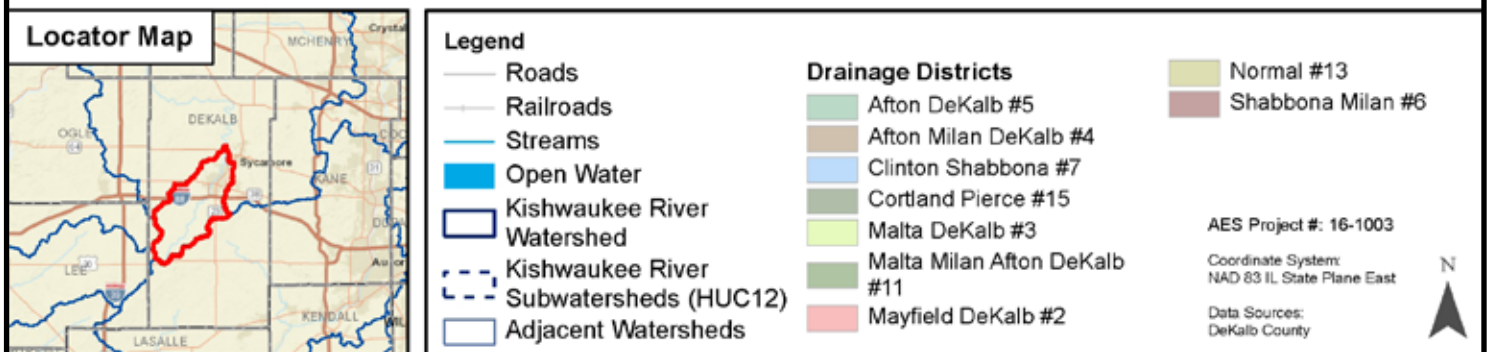 Locator Map
Crystal
MCHENRY
DEKALB
OGLE
64
Sycamore
KANE
LEE
KENDALL
LASALLE
Legend
Roads
Railroads
Streams
Open Water
Kishwaukee River
Watershed
Kishwaukee River
Subwatersheds (HUC12)
Adjacent Watersheds
Drainage Districts
Afton DeKalb #5
Afton Milan DeKalb #4
Clinton Shabbona #7
Cortland Pierce #15
Malta DeKalb #3
Malta Milan Afton DeKalb
#11
Mayfield DeKalb #2
Normal #13
Shabbona Milan #6
AES Project #: 16-1003
Coordinate System:
NAD 83 IL State Plane East
Data Sources:
DeKalb County
N